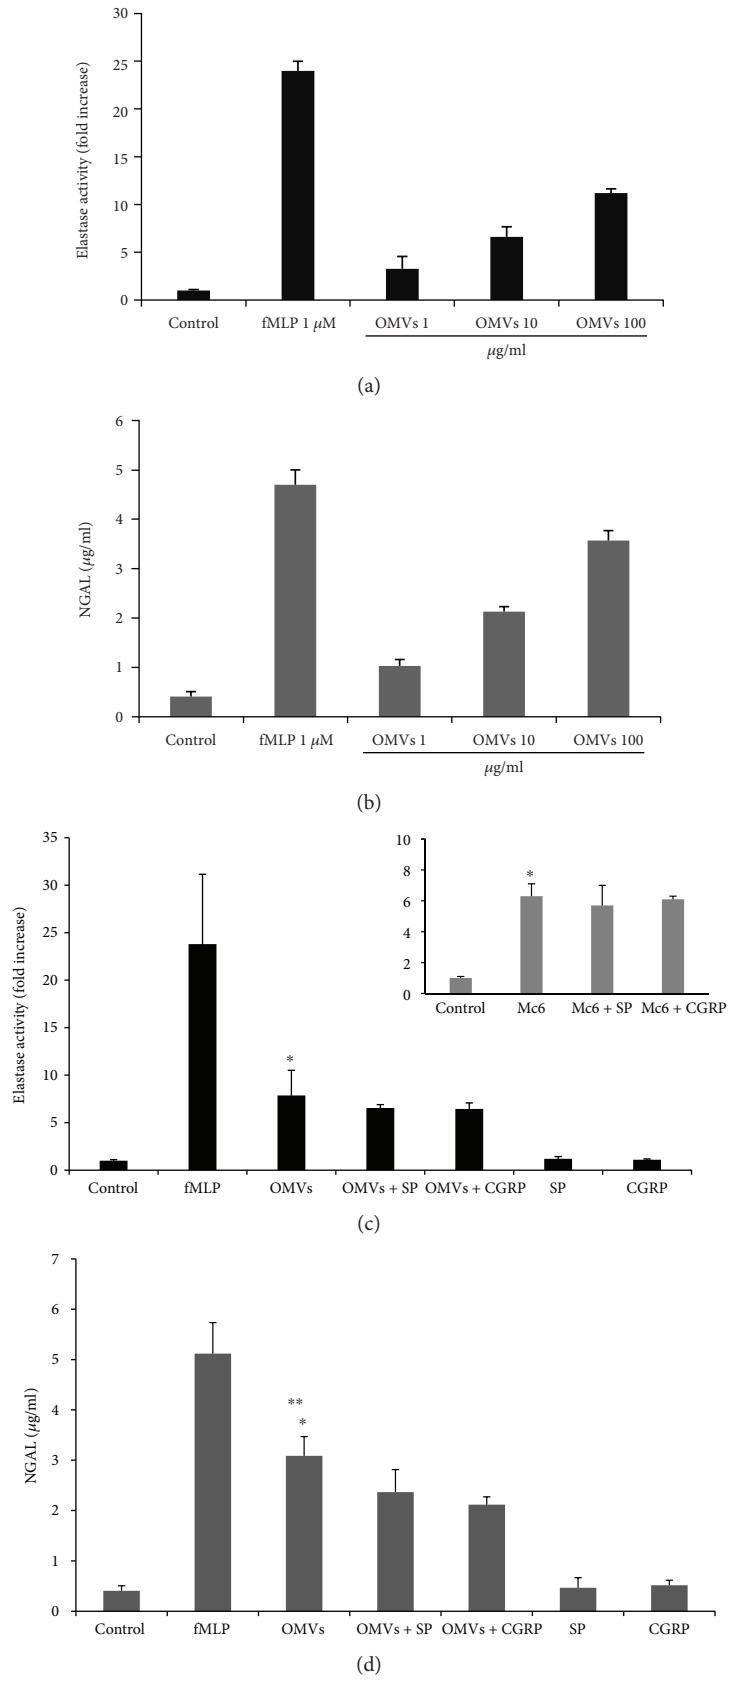 30
25
20
15
10
5
0
Elastase activity (fold increase)
Control fMLP 1 μM OMVs 1 OMVs 10 OMVs 100
μg/ml
(a)
6
5
4
3
2
1
0
NGAL (μg/ml)
Control fMLP 1 μM OMVs 1 OMVs 10 OMVs 100
μg/ml
(b)
35
30
25
20
15
10
5
0
Elastase activity (fold increase)
*
Control fMLP OMVs OMVs + SP OMVs + CGRP SP CGRP
10
8
6
4
2
0
*
Control Mc6 Mc6 + SP Mc6 + CGRP
(c)
7
6
5
4
3
2
1
0
NGAL (μg/ml)
**
*
Control fMLP OMVs OMVs + SP OMVs + CGRP SP CGRP
(d)